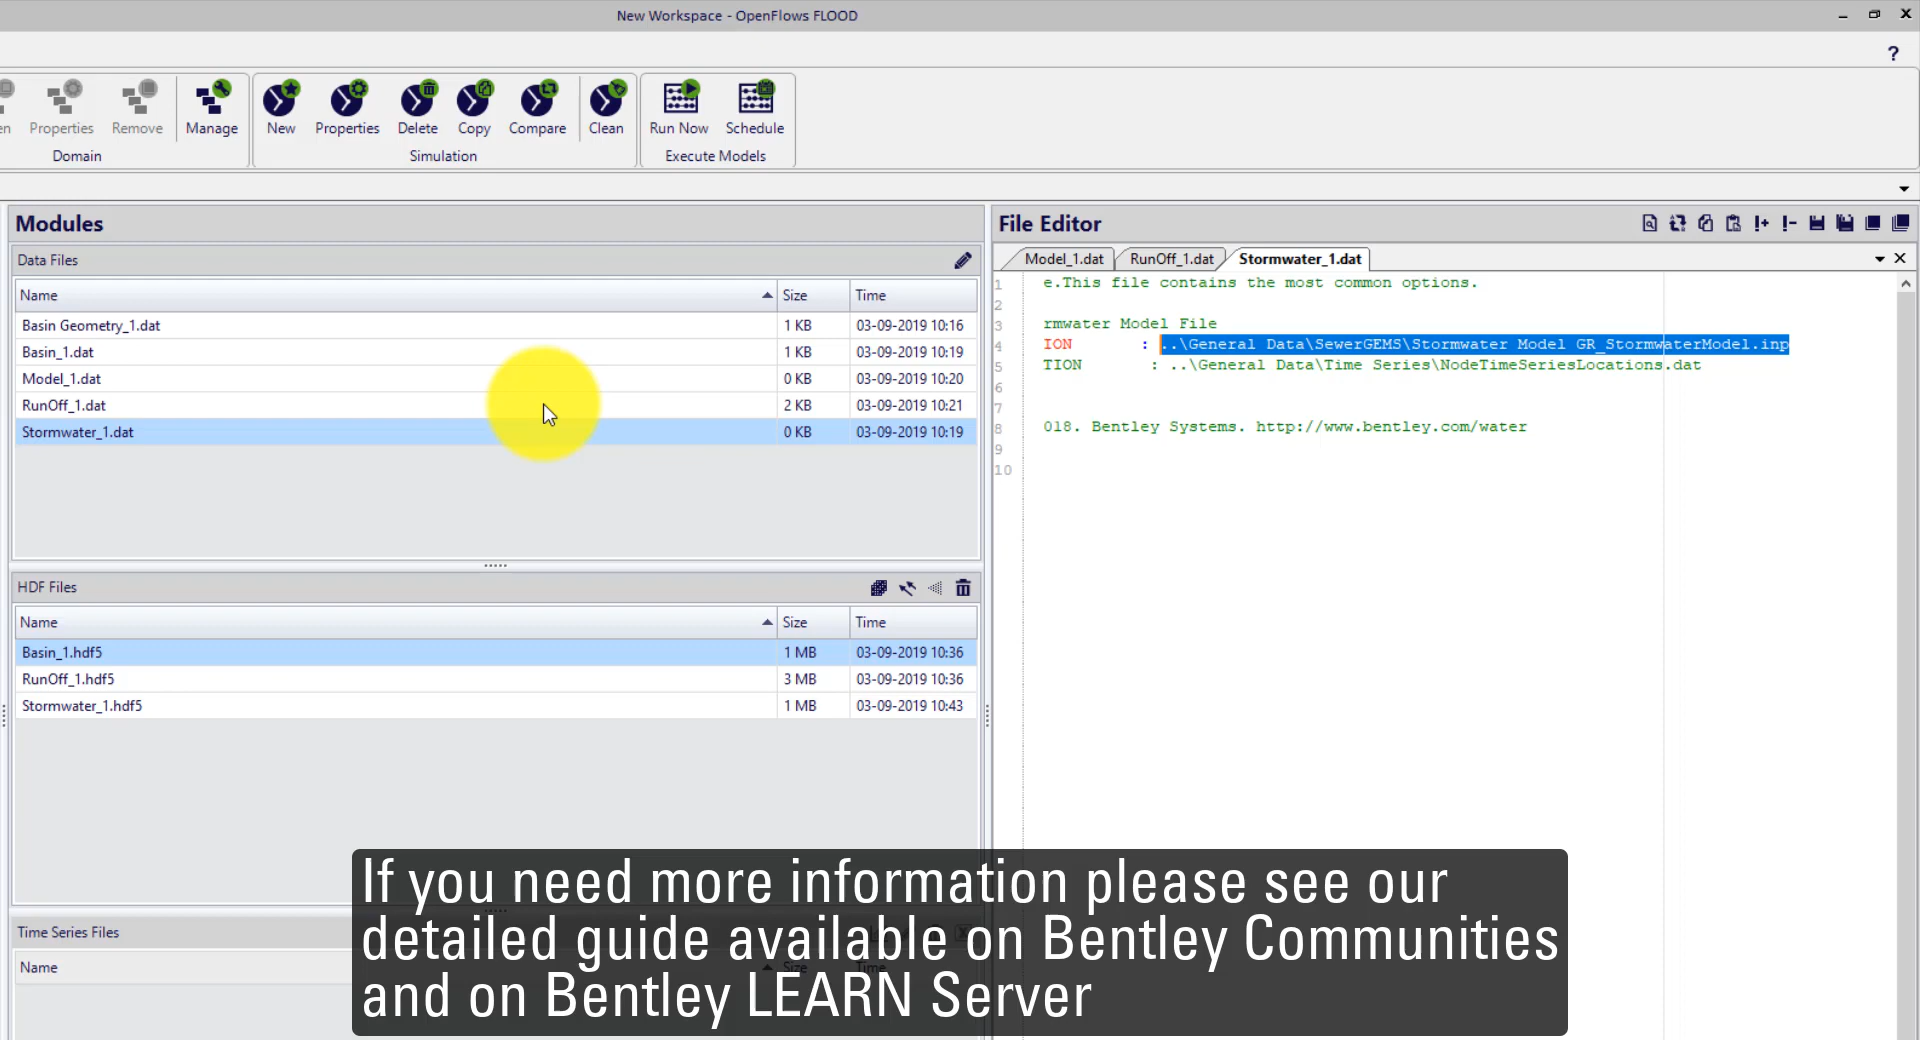 New Workspace - OpenFlows FLOOD
?
en Properties Remove Manage New Properties Delete Copy Compare Clean Run Now Schedule
Domain Simulation Execute Models
Modules
Data Files
Name Size Time
Basin Geometry_1.dat 1 KB 03-09-2019 10:16
Basin_1.dat 1 KB 03-09-2019 10:19
Model_1.dat 0 KB 03-09-2019 10:20
RunOff_1.dat 2 KB 03-09-2019 10:21
Stormwater_1.dat 0 KB 03-09-2019 10:19
HDF Files
Name Size Time
Basin_1.hdf5 1 MB 03-09-2019 10:36
RunOff_1.hdf5 3 MB 03-09-2019 10:36
Stormwater_1.hdf5 1 MB 03-09-2019 10:43
Time Series Files
Name Size Time
File Editor
Model_1.dat RunOff_1.dat Stormwater_1.dat
1 e.This file contains the most common options.
2
3 rmwater Model File
4 ION : ..\General Data\SewerGEMS\Stormwater Model GR_StormwaterModel.inp
5 TION : ..\General Data\Time Series\NodeTimeSeriesLocations.dat
6
7
8 018. Bentley Systems. http://www.bentley.com/water
9
10
If you need more information please see our
detailed guide available on Bentley Communities
and on Bentley LEARN Server